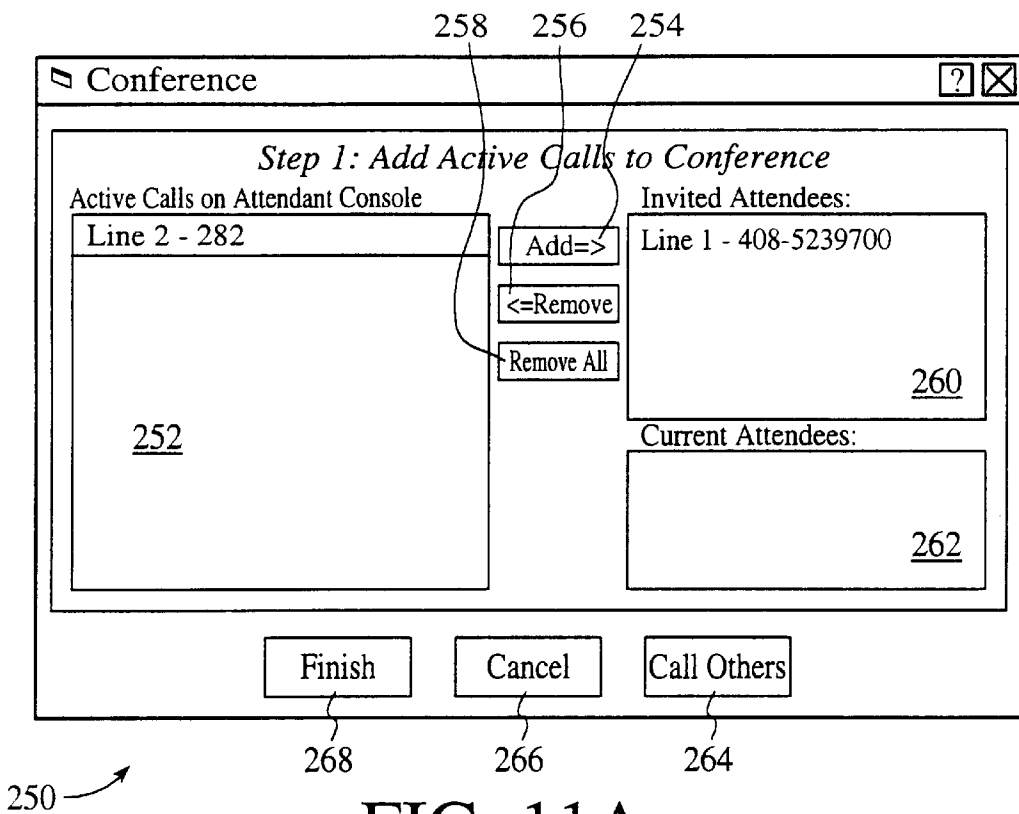 258 256 254
Conference ?
Step 1: Add Active Calls to Conference
Active Calls on Attendant Console
Invited Attendees:
Line 2 - 282
Add=>
Line 1 - 408-5239700
<=Remove
Remove All
260
252
Current Attendees:
262
Finish Cancel Call Others
268 266 264
250
FIG. 11A